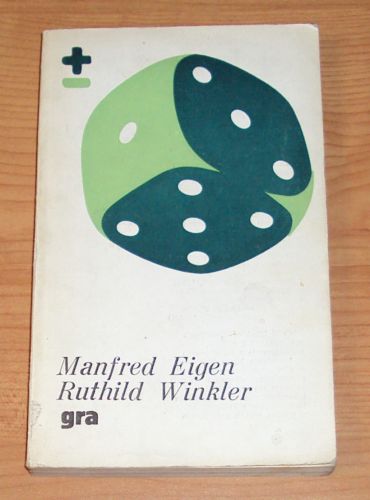 ±
Manfred Eigen
Ruthild Winkler
gra